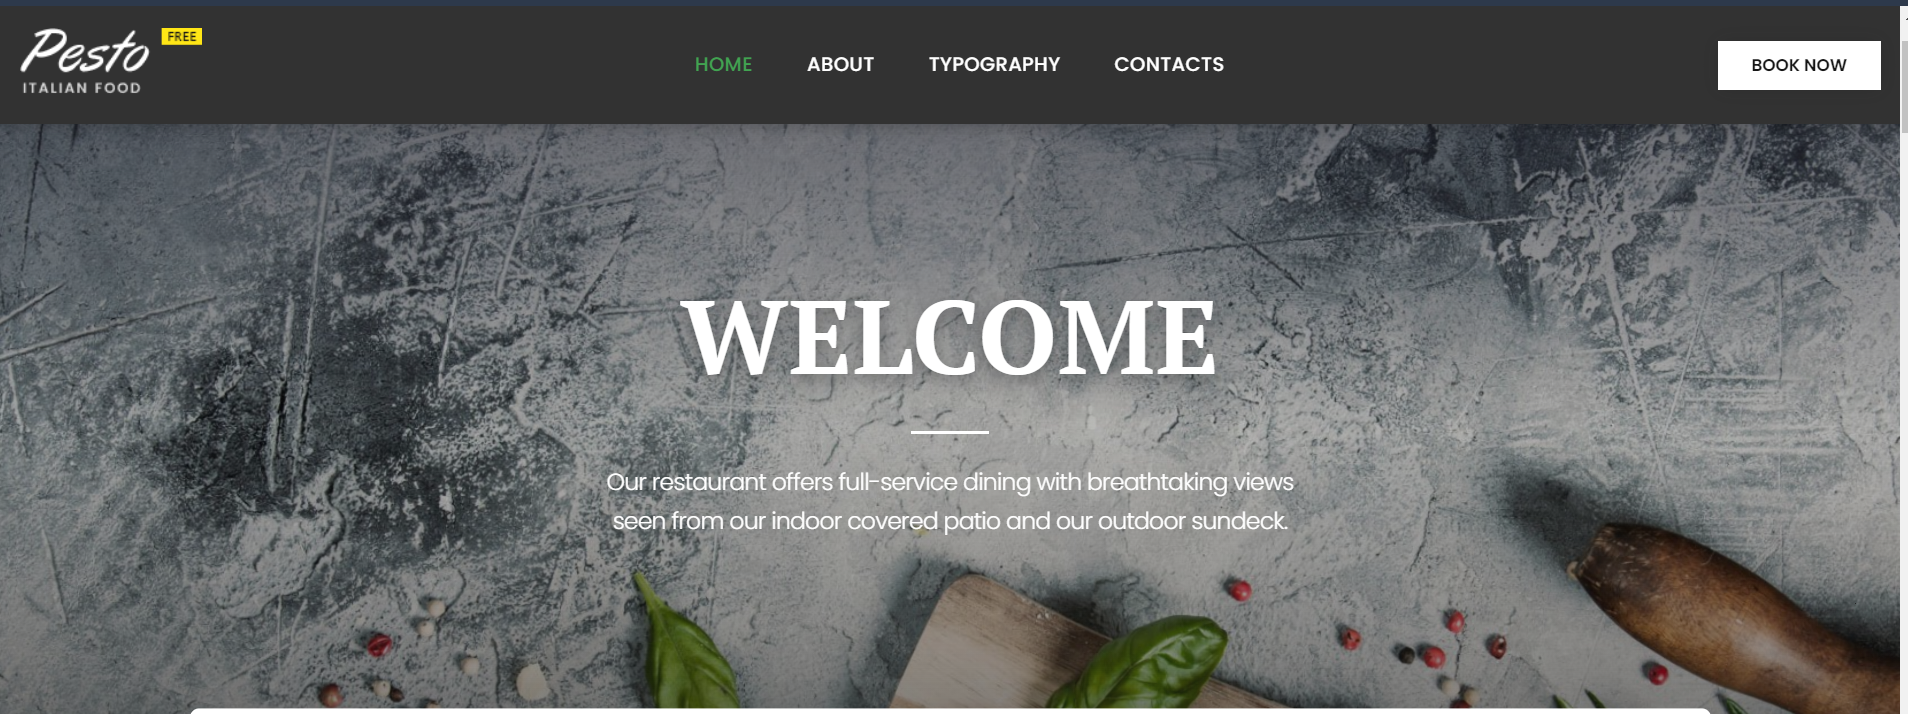 Pesto
FREE
ITALIAN FOOD
HOME
ABOUT
TYPOGRAPHY
CONTACTS
BOOK NOW
WELCOME
Our restaurant offers full-service dining with breathtaking views
seen from our indoor covered patio and our outdoor sundeck.